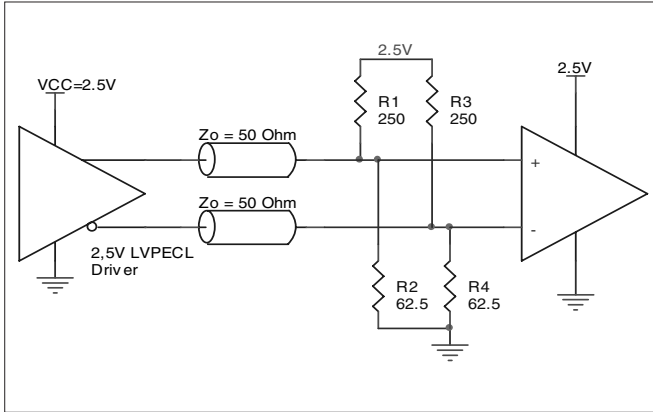 2.5V
VCC=2.5V
2.5V
R1
250
R3
250
Zo = 50 Ohm
+
Zo = 50 Ohm
-
2,5V LVPECL
Driver
R2
62.5
R4
62.5